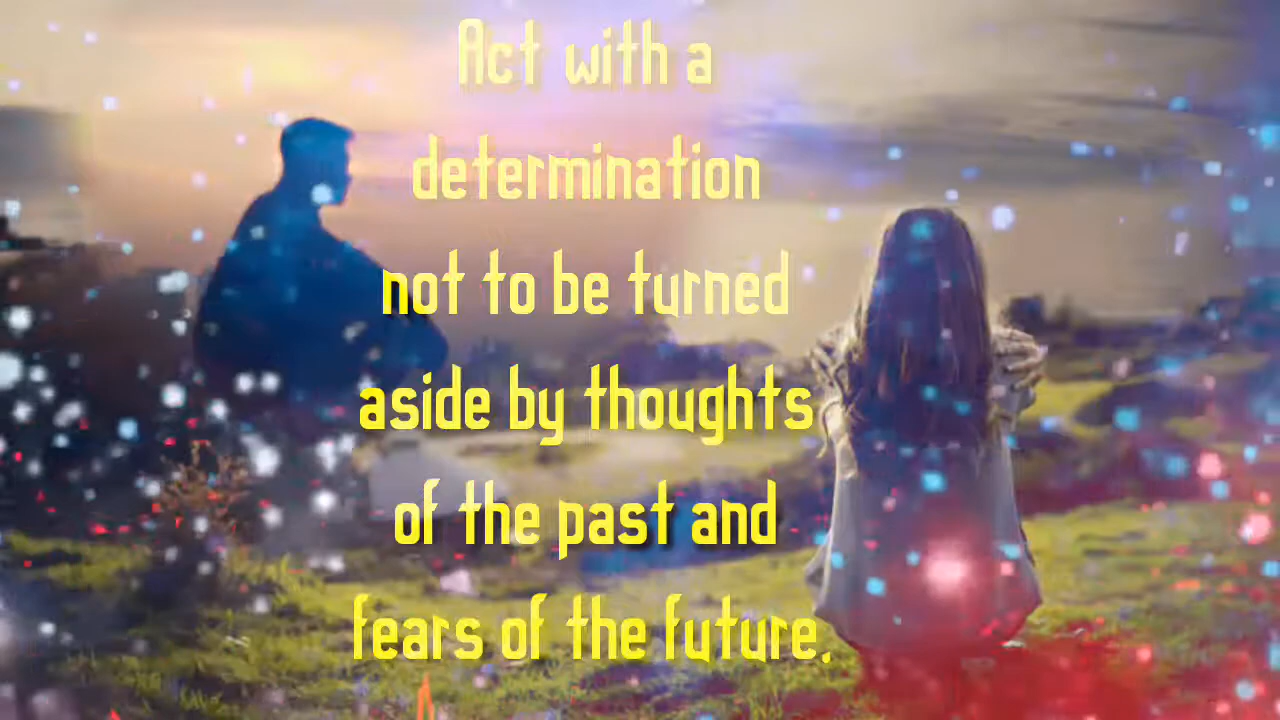 Act with a
determination
not to be turned
aside by thoughts
of the past and
fears of the future.